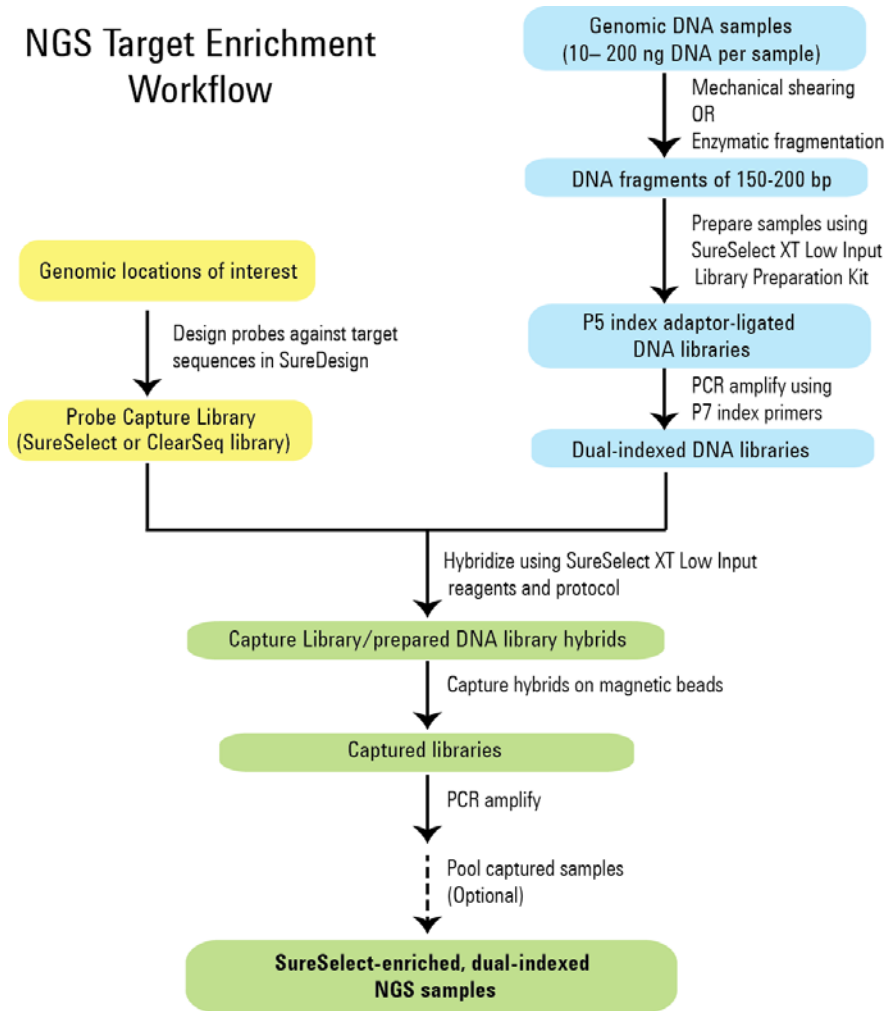 NGS Target Enrichment
Workflow
Genomic DNA samples
(10– 200 ng DNA per sample)
Mechanical shearing
OR
Enzymatic fragmentation
DNA fragments of 150-200 bp
Prepare samples using
SureSelect XT Low Input
Library Preparation Kit
Genomic locations of interest
P5 index adaptor-ligated
DNA libraries
Design probes against target
sequences in SureDesign
PCR amplify using
P7 index primers
Probe Capture Library
(SureSelect or ClearSeq library)
Dual-indexed DNA libraries
Hybridize using SureSelect XT Low Input
reagents and protocol
Capture Library/prepared DNA library hybrids
Capture hybrids on magnetic beads
Captured libraries
PCR amplify
Pool captured samples
(Optional)
SureSelect-enriched, dual-indexed
NGS samples